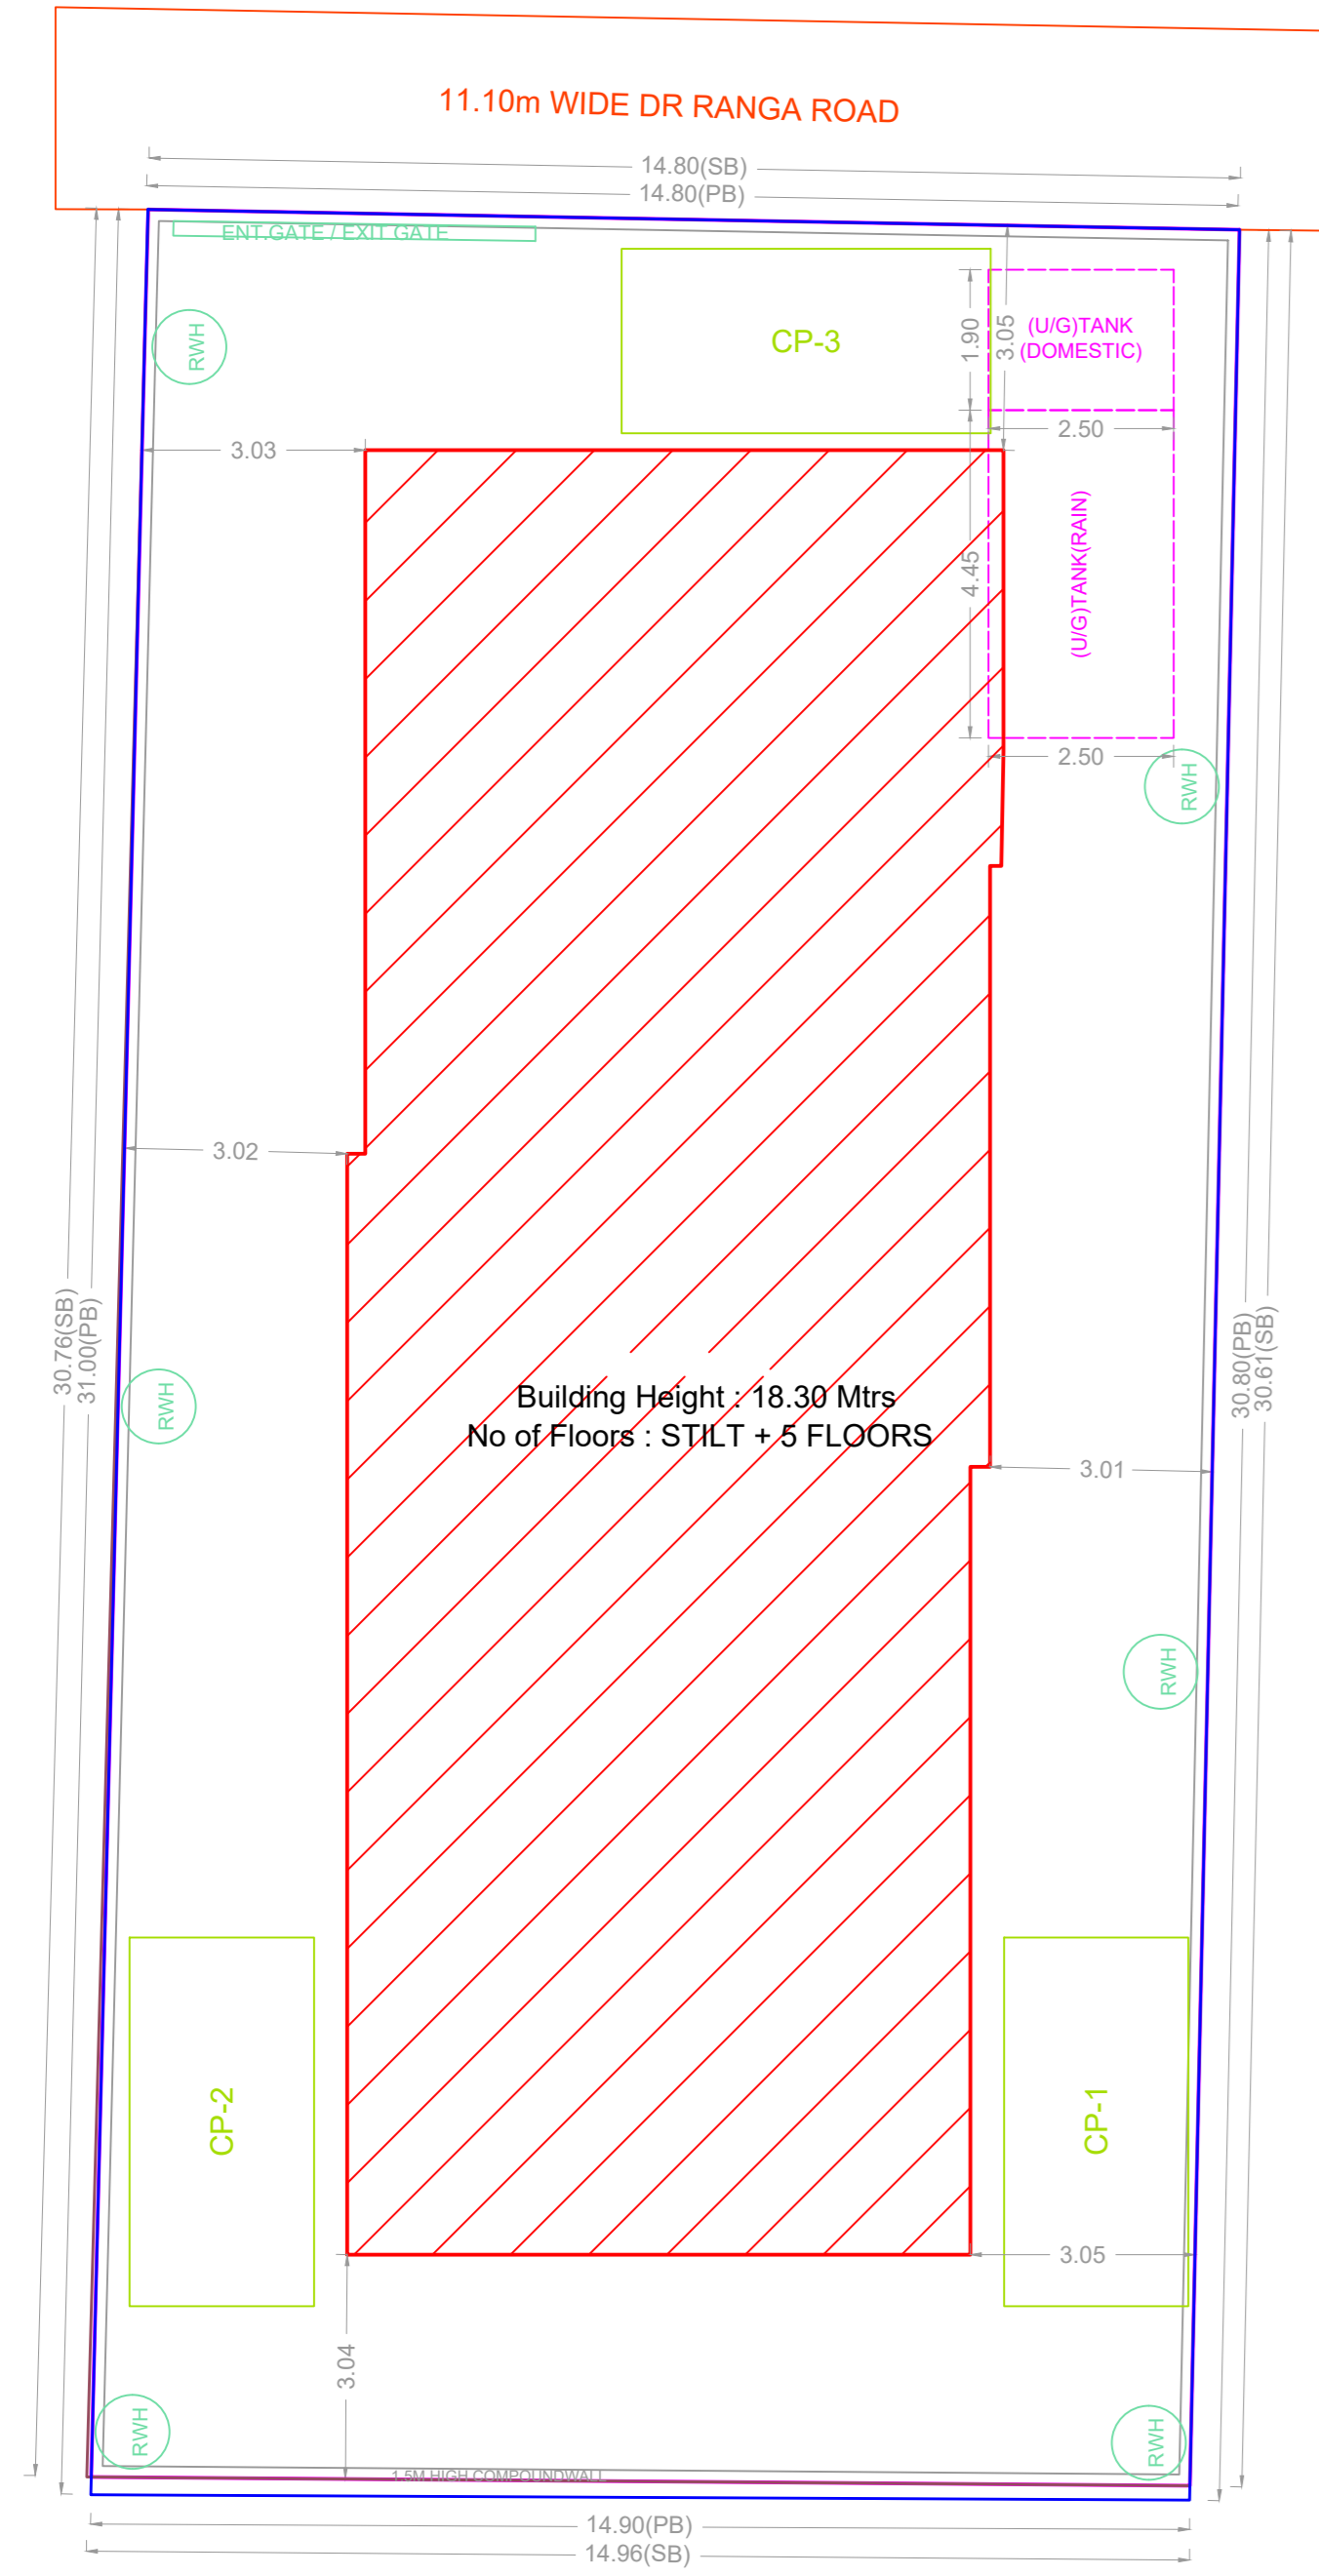 11.10m WIDE DR RANGA ROAD
14.80(SB)
14.80(PB)
ENT.GATE / EXIT GATE
RWH
CP-3
1.90
3.05
(U/G)TANK
(DOMESTIC)
2.50
3.03
4.45
(U/G)TANK(RAIN)
2.50
RWH
3.02
30.76(SB)
31.00(PB)
30.80(PB)
30.61(SB)
RWH
Building Height : 18.30 Mtrs
No of Floors : STILT + 5 FLOORS
3.01
RWH
CP-2
CP-1
3.05
3.04
RWH
RWH
1.5M HIGH COMPOUNDWALL
14.90(PB)
14.96(SB)